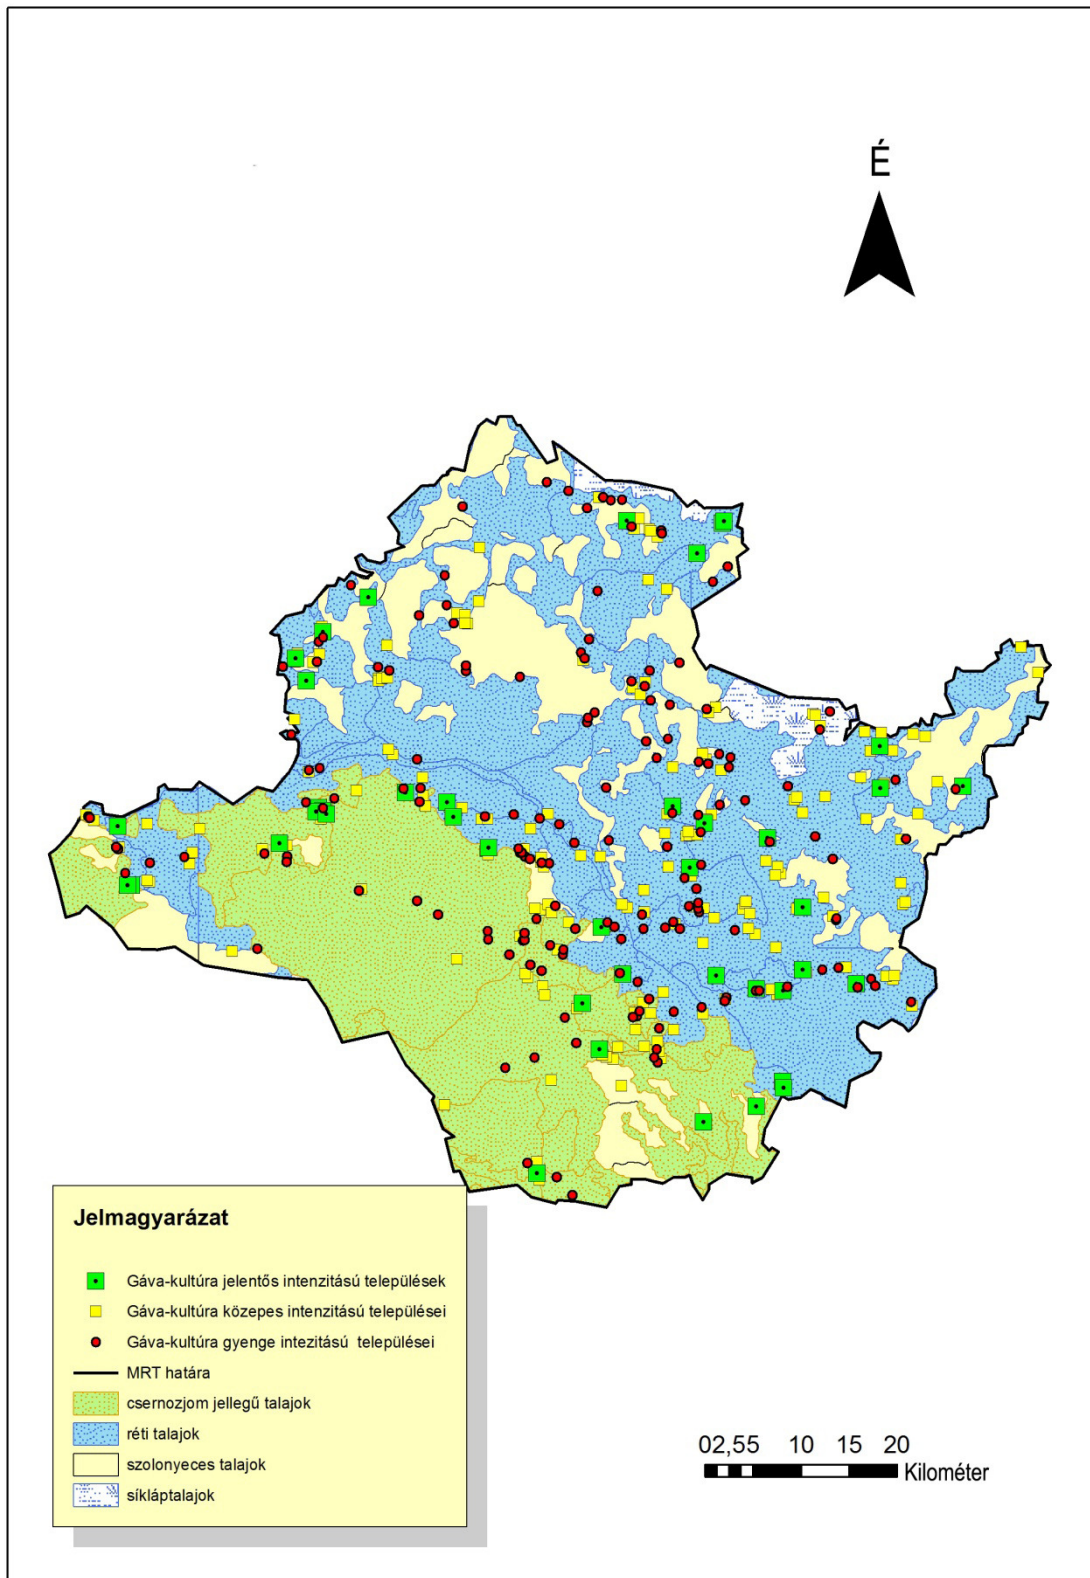 É
Jelmagyarázat
Gáva-kultúra jelentős intenzitású települések
Gáva-kultúra közepes intenzitású települései
Gáva-kultúra gyenge intezitású települései
MRT határa
csernozjom jellegű talajok
réti talajok
szolonyeces talajok
síkláptalajok
02,55 10 15 20
Kilométer